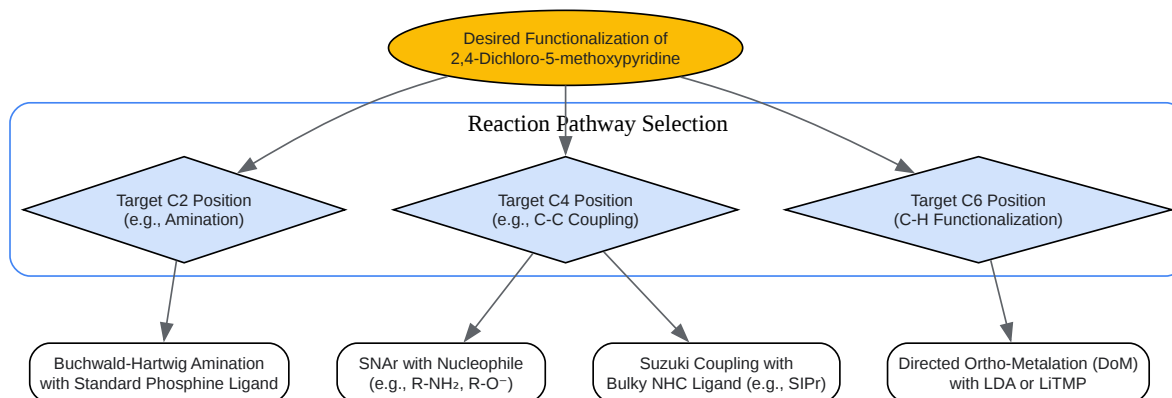 Desired Functionalization of
2,4-Dichloro-5-methoxypyridine
Reaction Pathway Selection
Target C2 Position
(e.g., Amination)
Target C4 Position
(e.g., C-C Coupling)
Target C6 Position
(C-H Functionalization)
Buchwald-Hartwig Amination
with Standard Phosphine Ligand
SNAr with Nucleophile
(e.g., R-NH₂, R-O⁻)
Suzuki Coupling with
Bulky NHC Ligand (e.g., SIPr)
Directed Ortho-Metalation (DoM)
with LDA or LiTMP